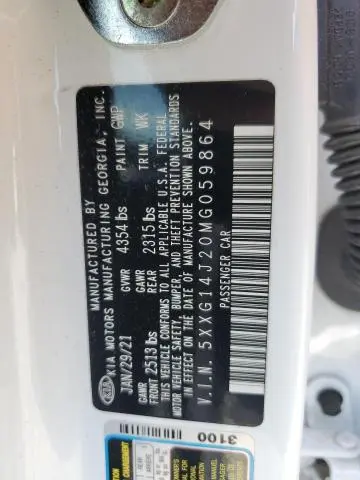 KIA
MANUFACTURED BY
KIA MOTORS MANUFACTURING GEORGIA, INC.
JAN/29/21 GVWR 4354 lbs PAINT GWP
GAWR FRONT 2513 lbs GAWR REAR 2315 lbs TRIM WK
THIS VEHICLE CONFORMS TO ALL APPLICABLE U.S.A. FEDERAL
MOTOR VEHICLE SAFETY, BUMPER, AND THEFT PREVENTION STANDARDS
IN EFFECT ON THE DATE OF MANUFACTURE SHOWN ABOVE.
V.I.N. 5XXG14J20MG059864
PASSENGER CAR
3100